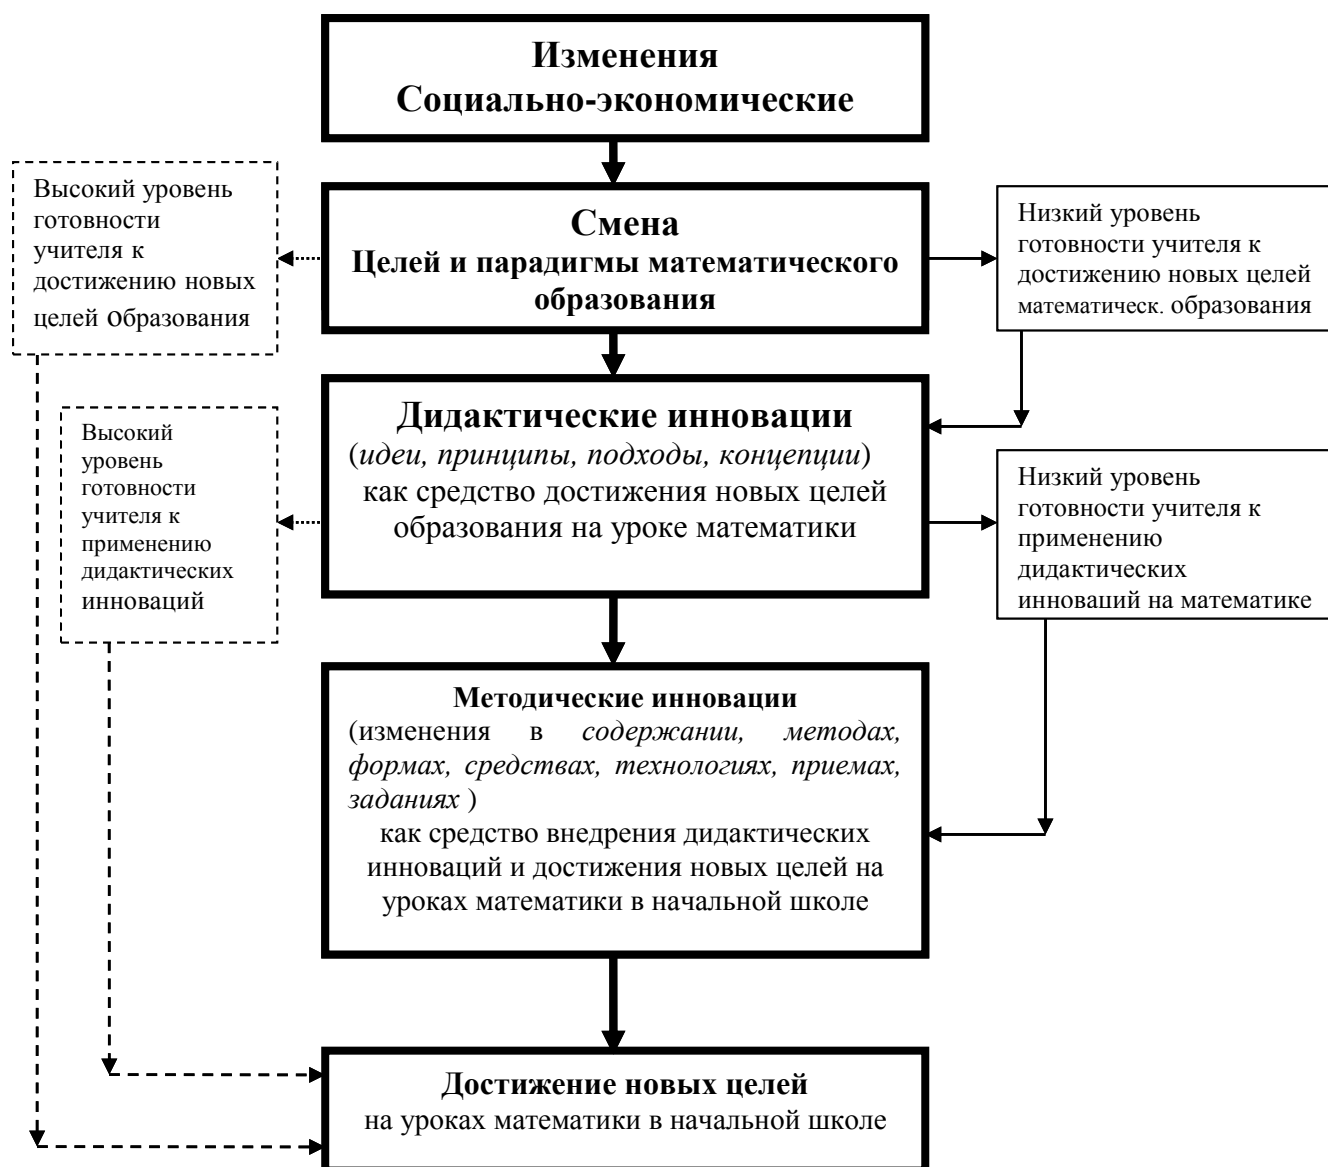 Изменения
Социально-экономические
Высокий уровень
готовности
учителя к
достижению новых
целей образования
Смена
Целей и парадигмы математического
образования
Низкий уровень
готовности учителя к
достижению новых целей
математическ. образования
Дидактические инновации
(идеи, принципы, подходы, концепции)
как средство достижения новых целей
образования на уроке математики
Высокий
уровень
готовности
учителя к
применению
дидактических
инноваций
Низкий уровень
готовности учителя к
применению
дидактических
инноваций на математике
Методические инновации
(изменения в содержании, методах,
формах, средствах, технологиях, приемах,
заданиях )
как средство внедрения дидактических
инноваций и достижения новых целей на
уроках математики в начальной школе
Достижение новых целей
на уроках математики в начальной школе